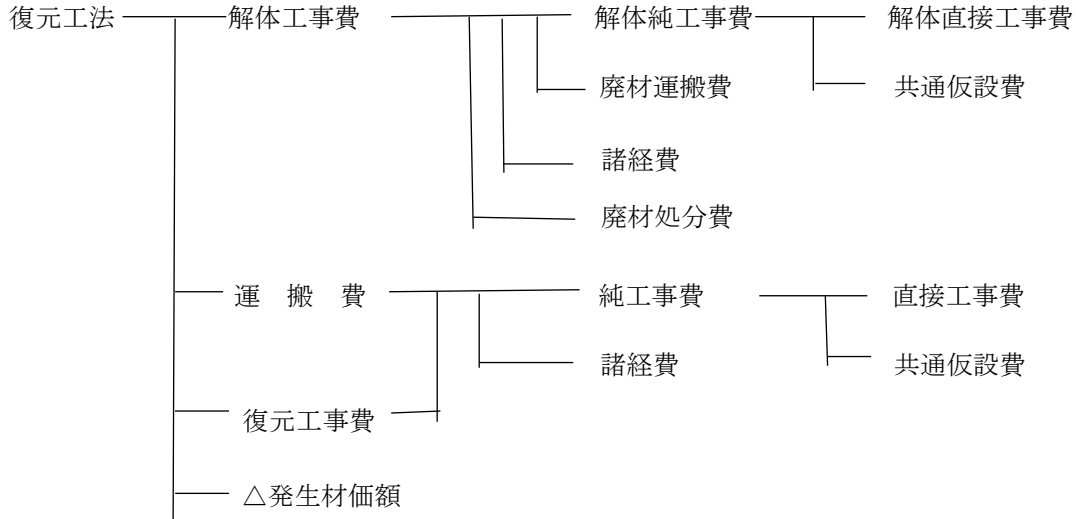 復元工法 解体工事費 解体純工事費 解体直接工事費
廃材運搬費 共通仮設費
諸経費
廃材処分費
運　搬　費 純工事費 直接工事費
諸経費 共通仮設費
復元工事費
△発生材価額